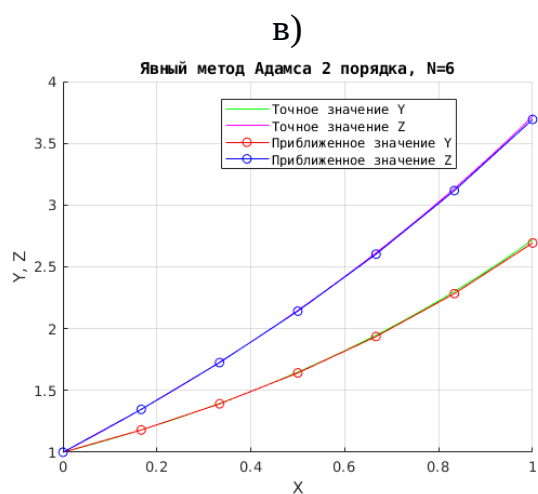 в)
Явный метод Адамса 2 порядка, N=6
4
3.5
3
2.5
2
1.5
1
Y, Z
Точное значение Y
Точное значение Z
Приближенное значение Y
Приближенное значение Z
0 0.2 0.4 0.6 0.8 1
X